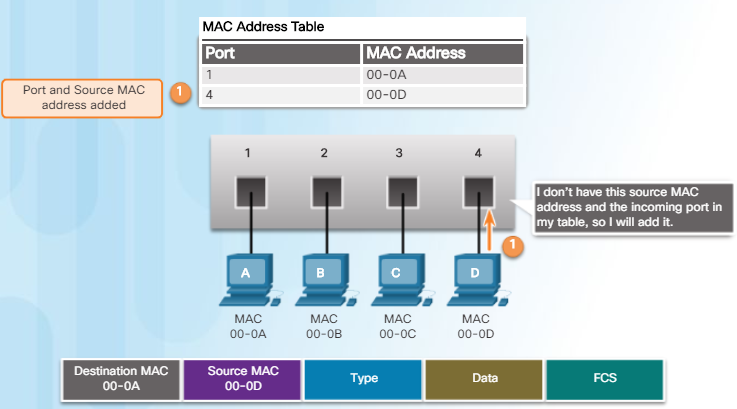 MAC Address Table
Port MAC Address
1 00-0A
4 00-0D
Port and Source MAC
address added
1
1 2 3 4
I don't have this source MAC
address and the incoming port in
my table, so I will add it.
1
A B C D
MAC MAC MAC MAC
00-0A 00-0B 00-0C 00-0D
Destination MAC
00-0A
Source MAC
00-0D
Type
Data
FCS